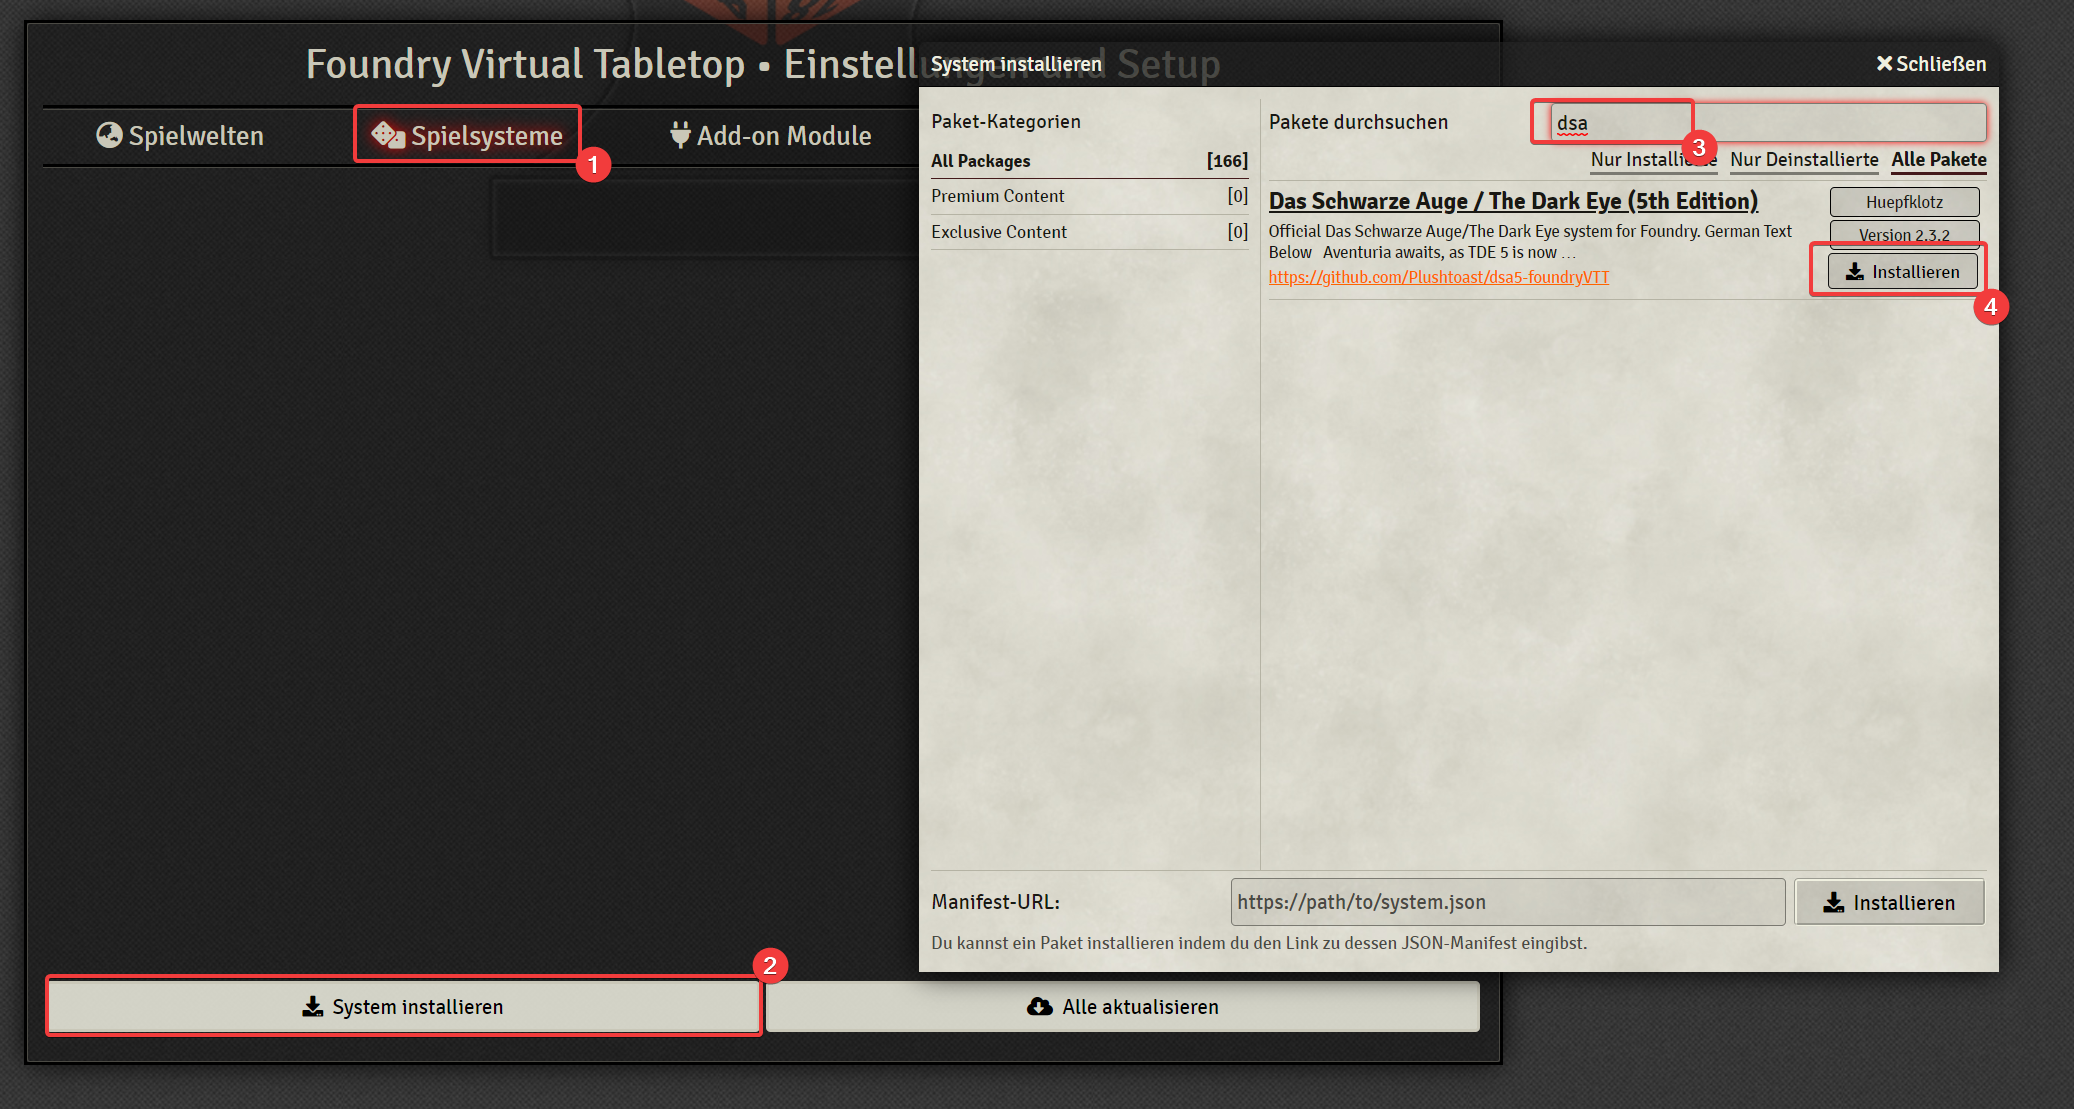 Foundry Virtual Tabletop • Einstellungen und Setup
Spielwelten
Spielsysteme
1
Add-on Module
System installieren
Schließen
Paket-Kategorien
All Packages [166]
Premium Content [0]
Exclusive Content [0]
Pakete durchsuchen
dsa
3
Nur Installierte Nur Deinstallierte Alle Pakete
Das Schwarze Auge / The Dark Eye (5th Edition)
Huepfklotz
Official Das Schwarze Auge/The Dark Eye system for Foundry. German Text
Below Aventuria awaits, as TDE 5 is now ...
Version 2.3.2
https://github.com/Plushtoast/dsa5-foundryVTT
Installieren
4
Manifest-URL:
https://path/to/system.json
Installieren
Du kannst ein Paket installieren indem du den Link zu dessen JSON-Manifest eingibst.
2
System installieren
Alle aktualisieren